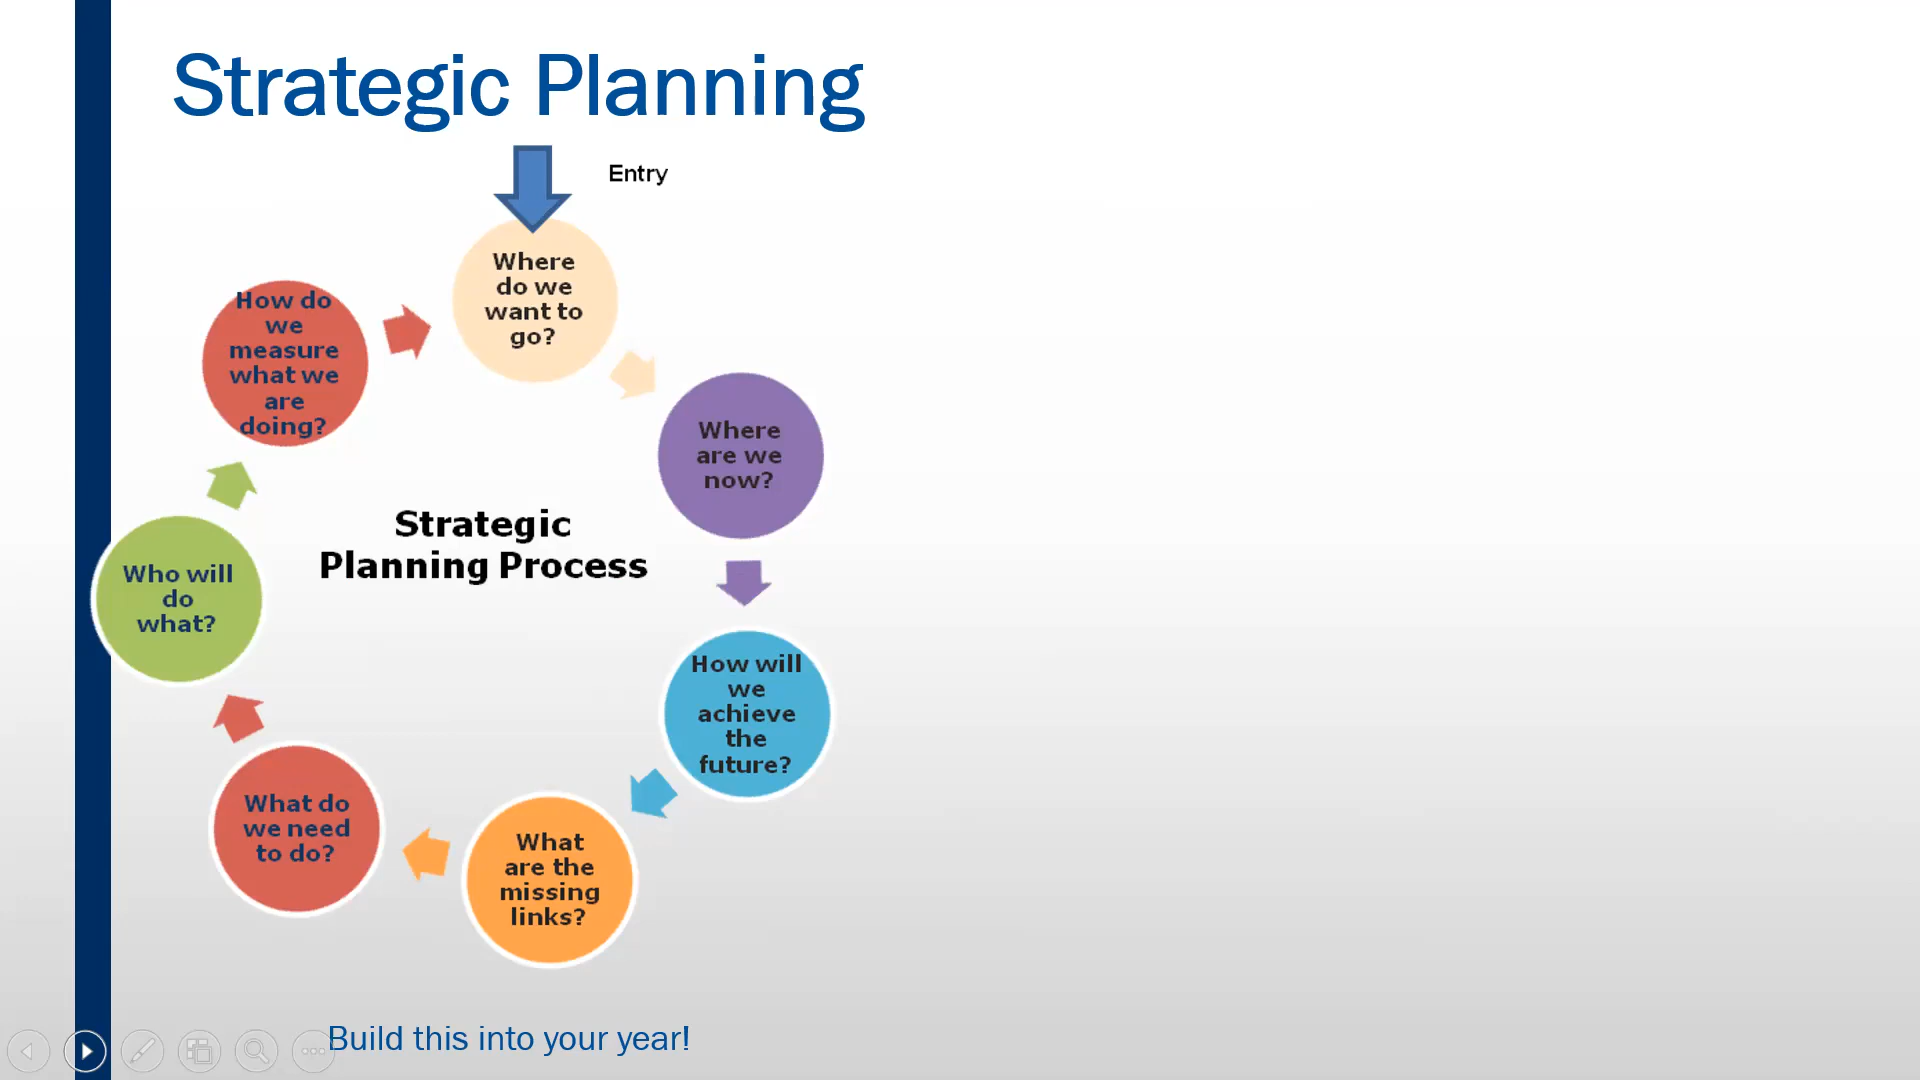 Strategic Planning
Entry
Where
do we
want to
go?
Where
are we
now?
How will
we
achieve
the
future?
What
are the
missing
links?
What do
we need
to do?
Who will
do
what?
How do
we
measure
what we
are
doing?
Strategic
Planning Process
Build this into your year!